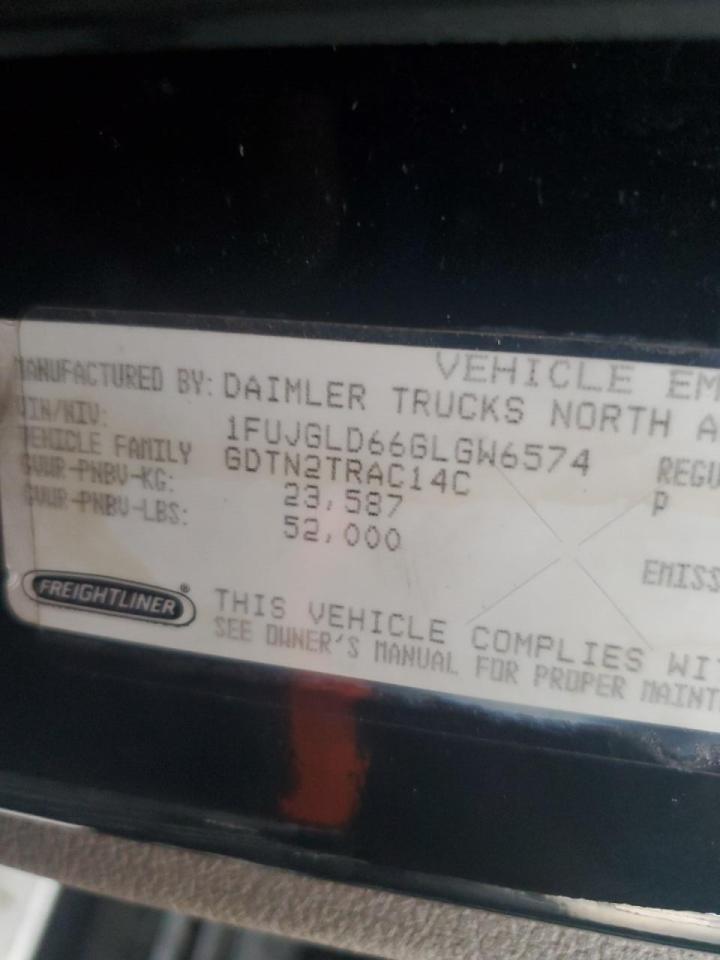 VEHICLE EM
MANUFACTURED BY: DAIMLER TRUCKS NORTH A
VIN/NIV: 1FUJGLD66GLGW6574
VEHICLE FAMILY GDTN2TRAC14C REGU
GVWR-PNBV-KG: 23,587 P
GVWR-PNBV-LBS: 52,000
EMISS
FREIGHTLINER®
THIS VEHICLE COMPLIES WI
SEE OWNER'S MANUAL FOR PROPER MAINT